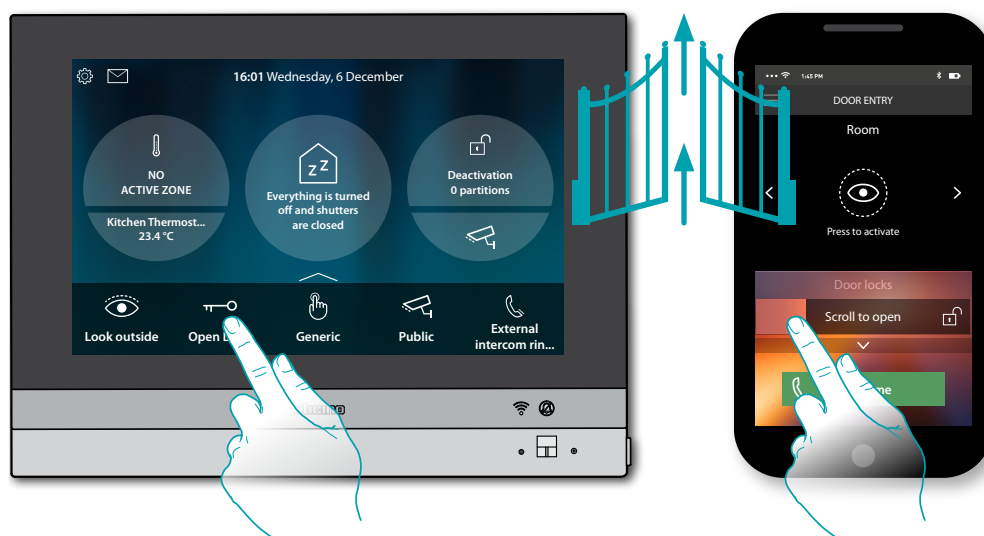 16:01 Wednesday, 6 December
NO
ACTIVE ZONE
Kitchen Thermost...
23.4 °C
Z Z
Everything is turned
off and shutters
are closed
Deactivation
0 partitions
Look outside
Open
Generic
Public
External
intercom rin...
1:45 PM
DOOR ENTRY
Room
Press to activate
Door locks
Scroll to open